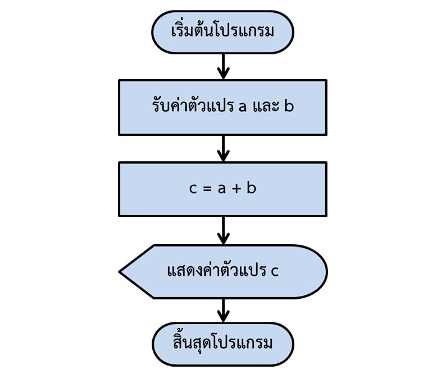 เริ่มต้นโปรแกรม
รับค่าตัวแปร a และ b
c = a + b
แสดงค่าตัวแปร c
สิ้นสุดโปรแกรม